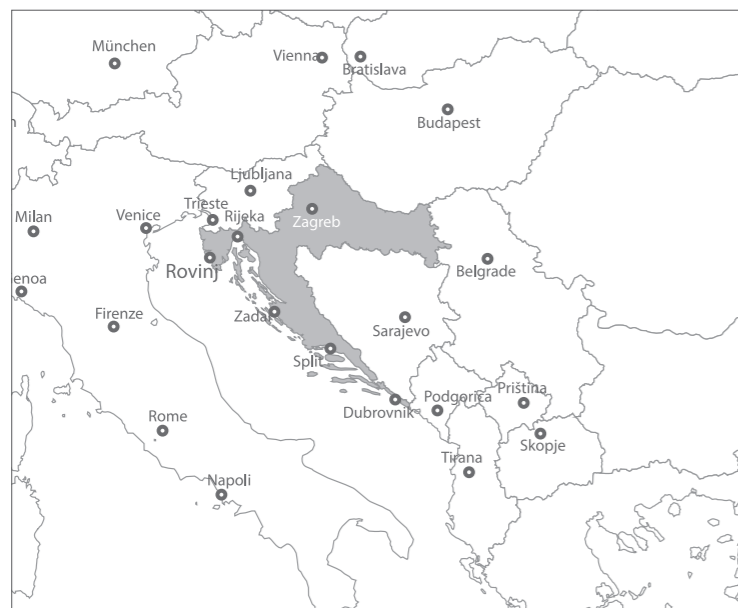 München
Vienna
Bratislava
Budapest
Ljubljana
Trieste
Rijeka
Zagreb
Venice
Milan
Rovinj
Belgrade
enoa
Firenze
Zadar
Sarajevo
Split
Dubrovnik
Podgorica
Priština
Rome
Skopje
Tirana
Napoli